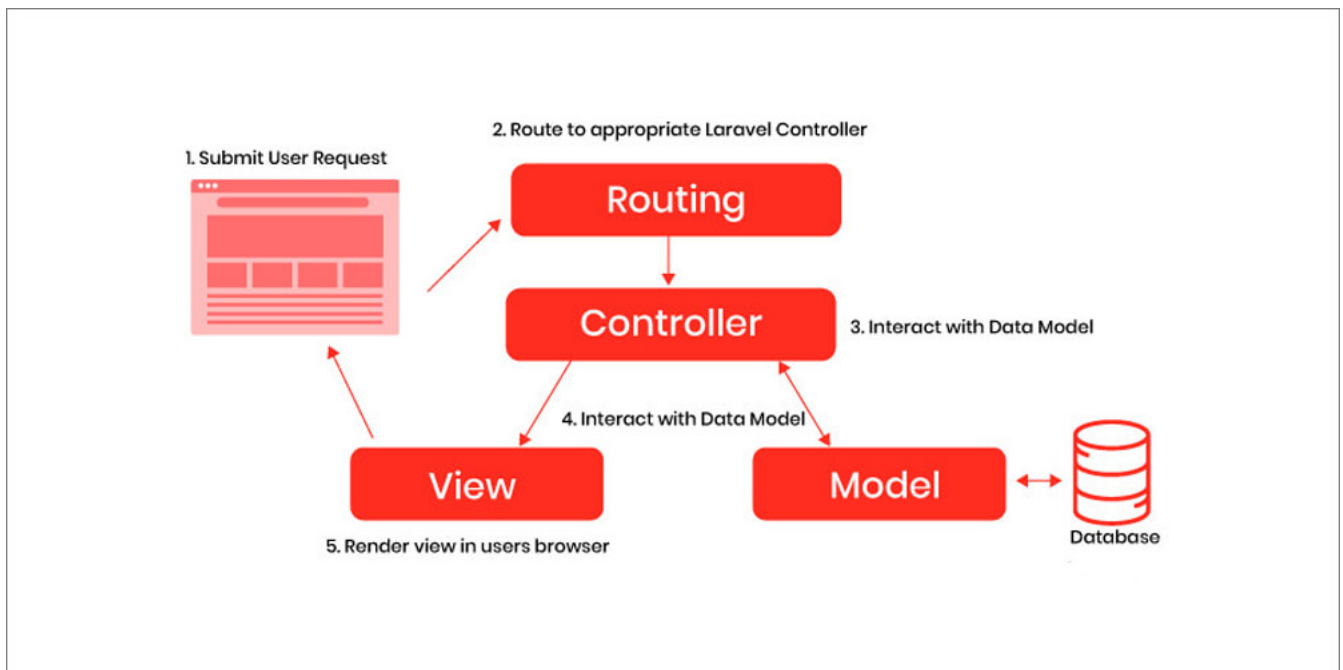 2. Route to appropriate Laravel Controller
1. Submit User Request
Routing
Controller
3. Interact with Data Model
4. Interact with Data Model
View
Model
5. Render view in users browser
Database